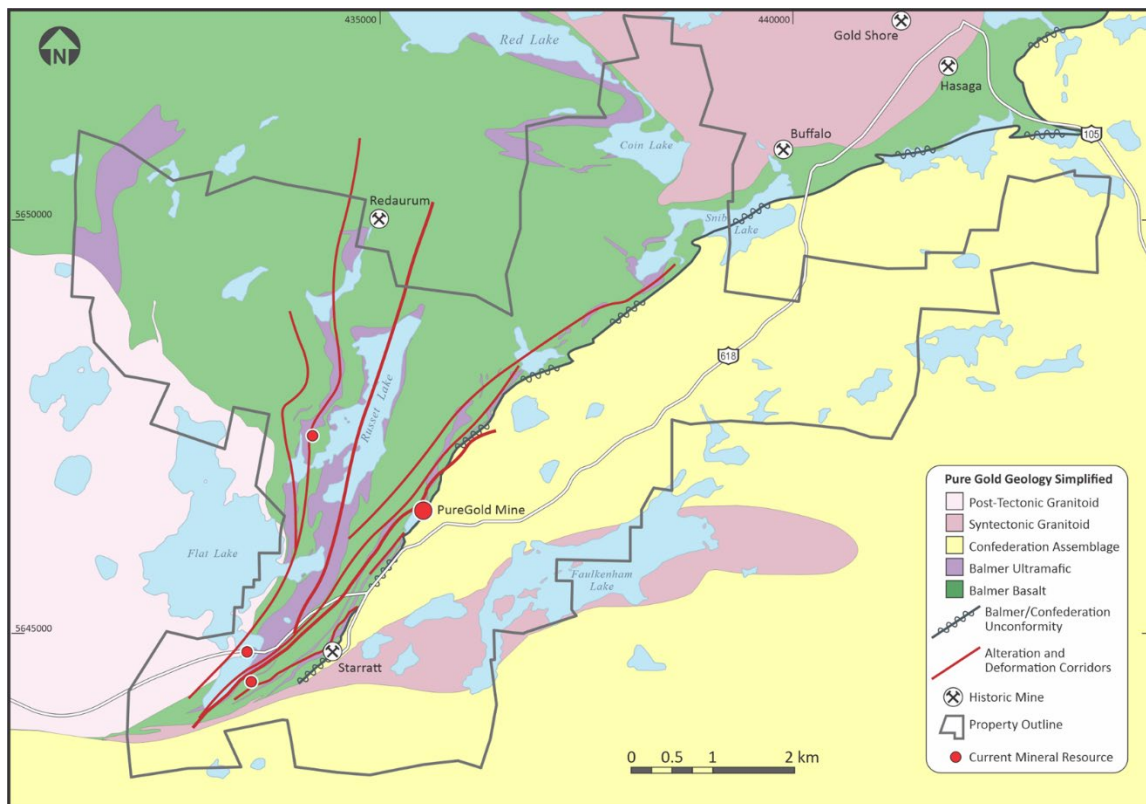 435000
440000
N
Red Lake
Gold Shore
Hasaga
Buffalo
Coin Lake
105
Redaurum
5650000
Snib
Lake
618
Russet Lake
PureGold Mine
Flat Lake
Faulkenham
Lake
5645000
Starratt
Pure Gold Geology Simplified
Post-Tectonic Granitoid
Syntectonic Granitoid
Confederation Assemblage
Balmer Ultramafic
Balmer Basalt
Balmer/Confederation
Unconformity
Alteration and
Deformation Corridors
Historic Mine
Property Outline
Current Mineral Resource
0 0.5 1 2 km